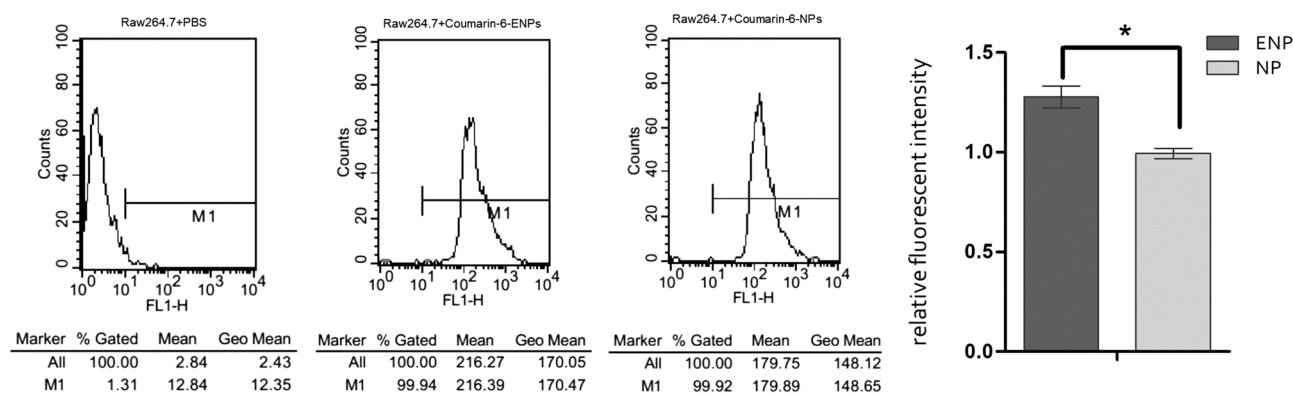 Raw264.7+PBS
100
80
60
40
20
0
Counts
M1
10^0 10^1 10^2 10^3 10^4
FL1-H
Marker % Gated Mean Geo Mean
All 100.00 2.84 2.43
M1 1.31 12.84 12.35
Raw264.7+Coumarin-6-ENPs
100
80
60
40
20
0
Counts
M1
10^0 10^1 10^2 10^3 10^4
FL1-H
Marker % Gated Mean Geo Mean
All 100.00 216.27 170.05
M1 99.94 216.39 170.47
Raw264.7+Coumarin-6-NPs
100
80
60
40
20
0
Counts
M1
10^0 10^1 10^2 10^3 10^4
FL1-H
Marker % Gated Mean Geo Mean
All 100.00 179.75 148.12
M1 99.92 179.89 148.65
relative fluorescent intensity
1.5
1.0
0.5
0.0
*
ENP
NP